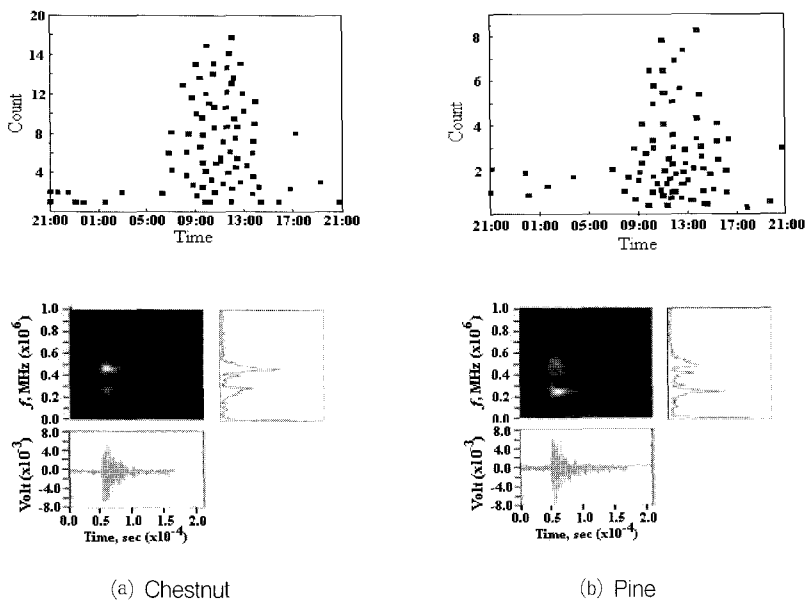 20
14
Count
12
8
4
21:00 01:00 05:00 09:00 13:00 17:00 21:00
Time
8
6
Count
4
2
21:00 01:00 05:00 09:00 13:00 17:00 21:00
Time
1.0
0.8
0.6
0.4
0.2
0.0
f, MHz (x10⁶)
8.0
4.0
0.0
-4.0
-8.0
Volt (x10⁻³)
0.0 0.5 1.0 1.5 2.0
Time, sec (x10⁻⁴)
1.0
0.8
0.6
0.4
0.2
0.0
f, MHz (x10⁶)
8.0
4.0
0.0
-4.0
-8.0
Volt (x10⁻³)
0.0 0.5 1.0 1.5 2.0
Time, sec (x10⁻⁴)
(a) Chestnut
(b) Pine